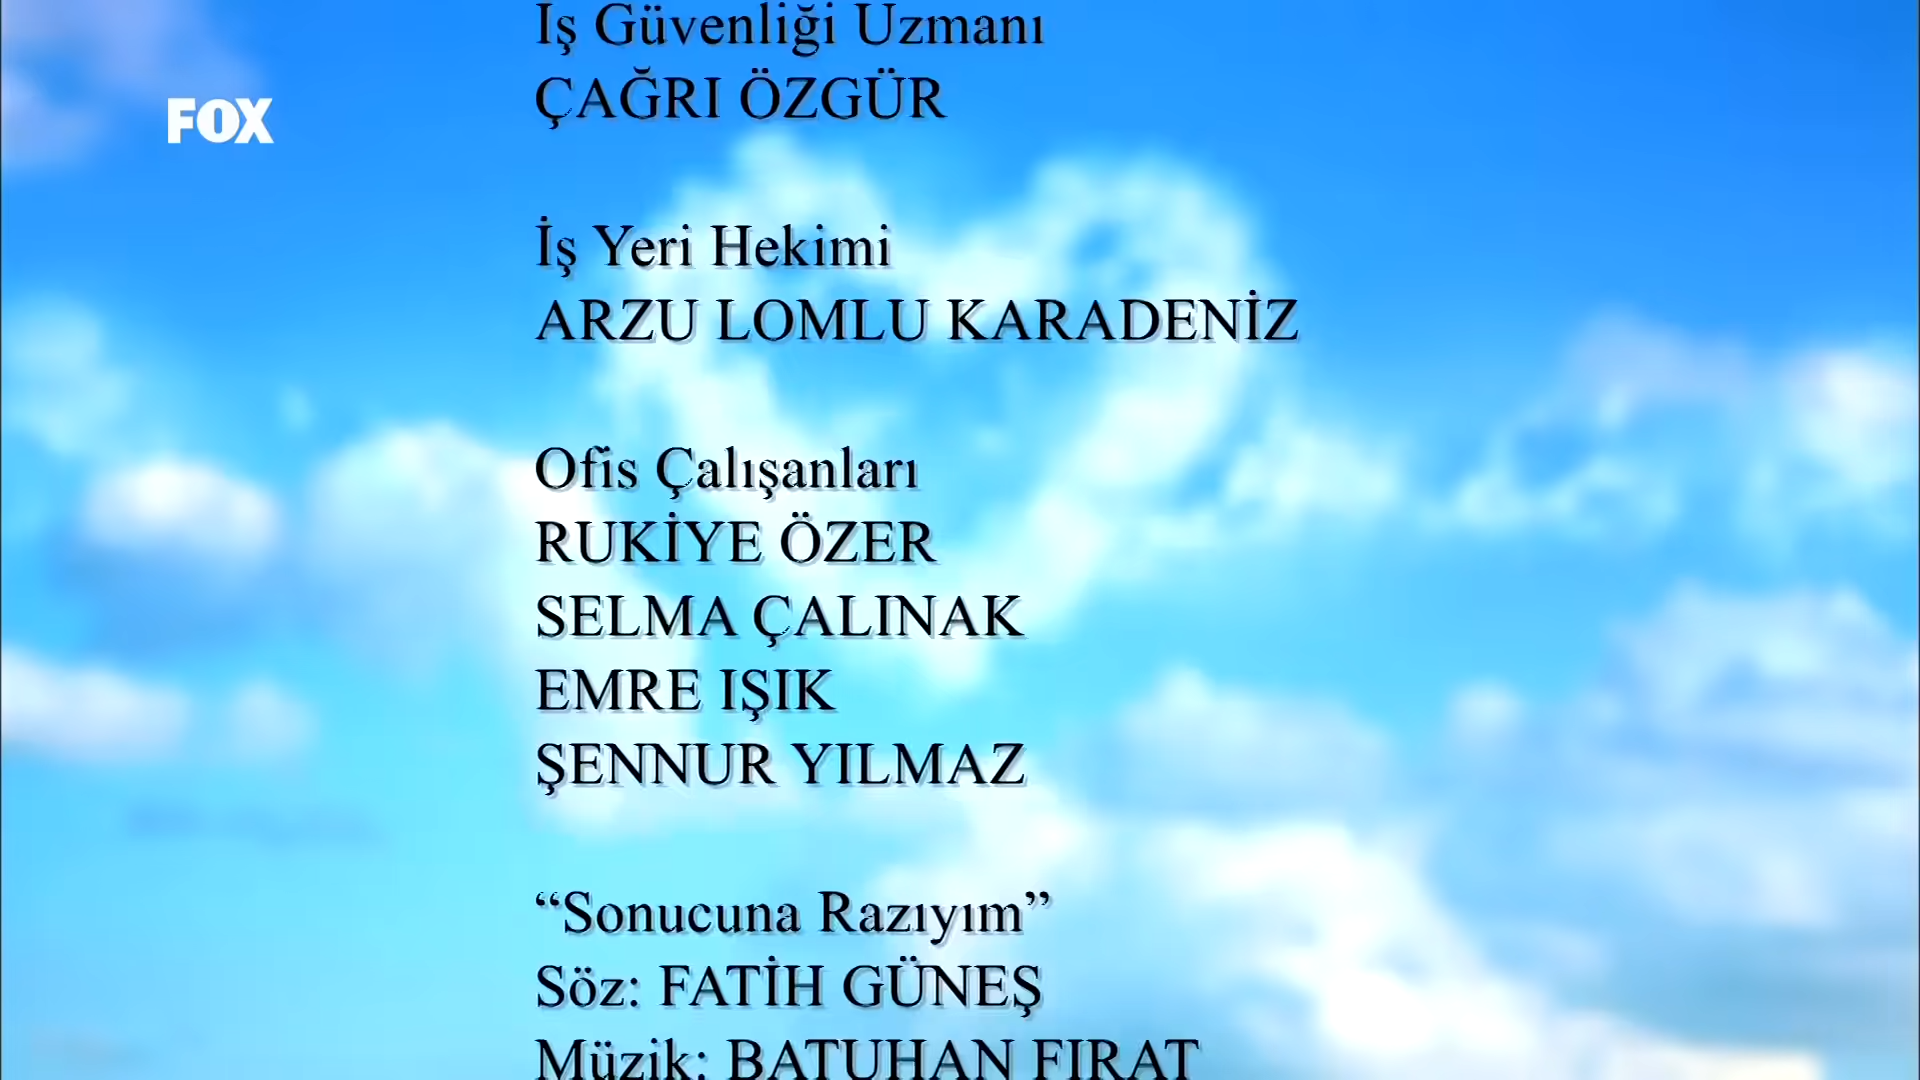 İş Güvenliği Uzmanı
ÇAĞRI ÖZGÜR
FOX
İş Yeri Hekimi
ARZU LOMLU KARADENİZ
Ofis Çalışanları
RUKİYE ÖZER
SELMA ÇALINAK
EMRE IŞIK
ŞENNUR YILMAZ
“Sonucuna Razıyım”
Söz: FATİH GÜNEŞ
Müzik: BATUHAN FIRAT